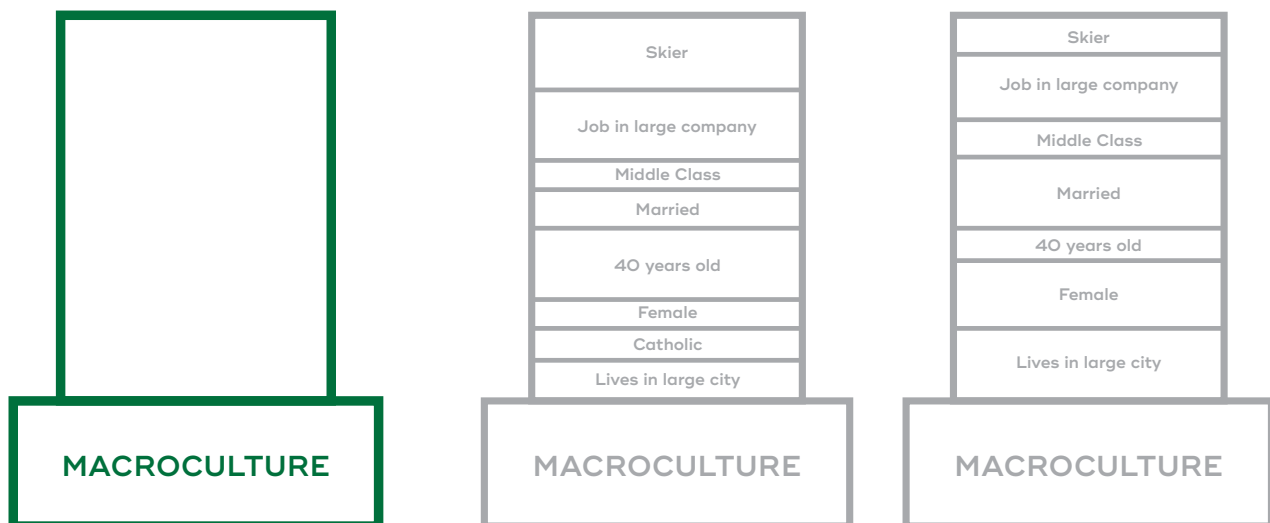 MACROCULTURE
Skier
Job in large company
Middle Class
Married
40 years old
Female
Catholic
Lives in large city
MACROCULTURE
Skier
Job in large company
Middle Class
Married
40 years old
Female
Lives in large city
MACROCULTURE